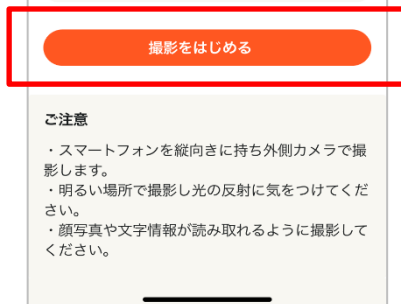 撮影をはじめる
ご注意
・スマートフォンを縦向きに持ち外側カメラで撮
影します。
・明るい場所で撮影し光の反射に気をつけてくだ
さい。
・顔写真や文字情報が読み取れるように撮影して
ください。